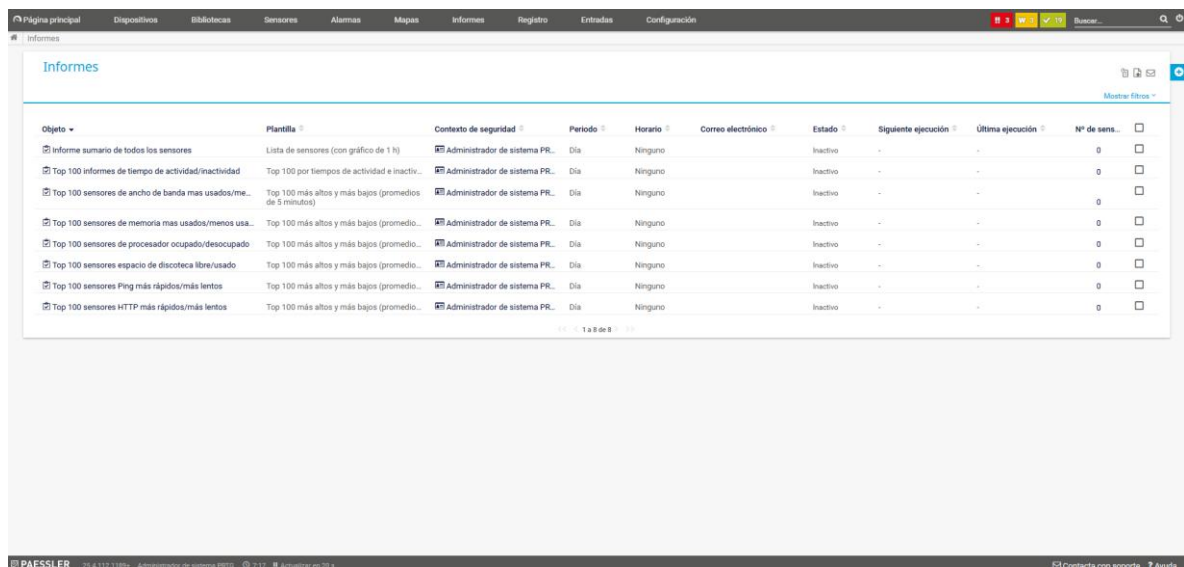 Página principal Dispositivos Bibliotecas Sensores Alarmas Mapas Informes Registro Entradas Configuración 3 W 3 19 Buscar...
Informes
Informes
Mostrar filtros
Objeto Plantilla Contexto de seguridad Periodo Horario Correo electrónico Estado Siguiente ejecución Última ejecución Nº de sens...
Informe sumario de todos los sensores Lista de sensores (con gráfico de 1 h) Administrador de sistema PR... Día Ninguno Inactivo - - 0
Top 100 informes de tiempo de actividad/inactividad Top 100 por tiempos de actividad e inactiv... Administrador de sistema PR... Día Ninguno Inactivo - - 0
Top 100 sensores de ancho de banda mas usados/me... Top 100 más altos y más bajos (promedios de 5 minutos) Administrador de sistema PR... Día Ninguno Inactivo - - 0
Top 100 sensores de memoria mas usados/menos usa... Top 100 más altos y más bajos (promedio... Administrador de sistema PR... Día Ninguno Inactivo - - 0
Top 100 sensores de procesador ocupado/desocupado Top 100 más altos y más bajos (promedio... Administrador de sistema PR... Día Ninguno Inactivo - - 0
Top 100 sensores espacio de discoteca libre/usado Top 100 más altos y más bajos (promedio... Administrador de sistema PR... Día Ninguno Inactivo - - 0
Top 100 sensores Ping más rápidos/más lentos Top 100 más altos y más bajos (promedio... Administrador de sistema PR... Día Ninguno Inactivo - - 0
Top 100 sensores HTTP más rápidos/más lentos Top 100 más altos y más bajos (promedio... Administrador de sistema PR... Día Ninguno Inactivo - - 0
1 a 8 de 8
PAESSLER Administrador de sistema PRTG Actualizar en Contacta con soporte ? Ayuda